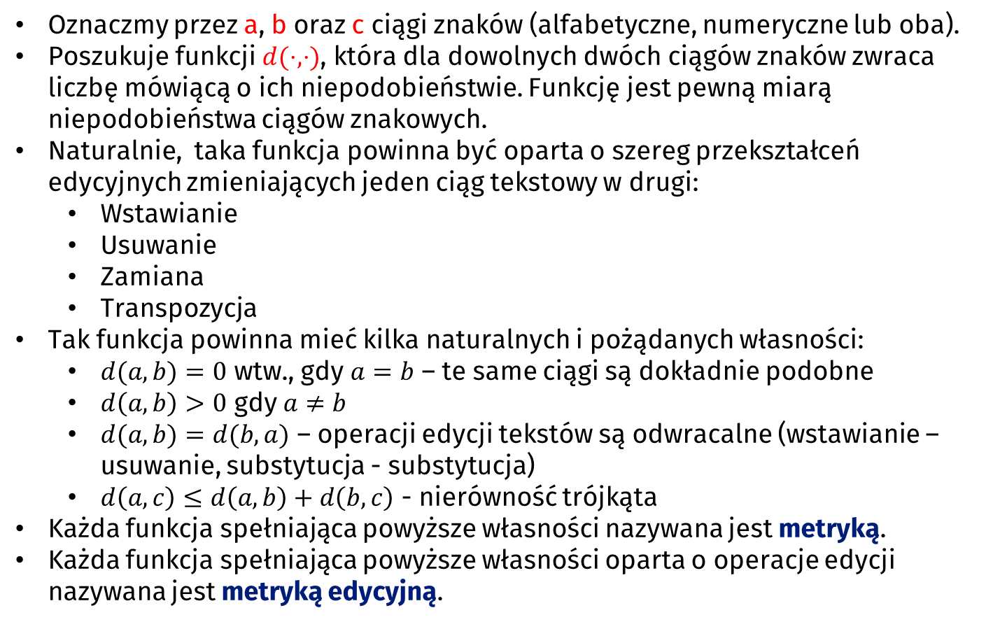 • Oznaczmy przez a, b oraz c ciągi znaków (alfabetyczne, numeryczne lub oba).
• Poszukuje funkcji d(·,·), która dla dowolnych dwóch ciągów znaków zwraca
liczbę mówiącą o ich niepodobieństwie. Funkcję jest pewną miarą
niepodobieństwa ciągów znakowych.
• Naturalnie, taka funkcja powinna być oparta o szereg przekształceń
edycyjnych zmieniających jeden ciąg tekstowy w drugi:
• Wstawianie
• Usuwanie
• Zamiana
• Transpozycja
• Tak funkcja powinna mieć kilka naturalnych i pożądanych własności:
• d(a, b) = 0 wtw., gdy a = b – te same ciągi są dokładnie podobne
• d(a, b) > 0 gdy a ≠ b
• d(a, b) = d(b, a) – operacji edycji tekstów są odwracalne (wstawianie –
usuwanie, substytucja - substytucja)
• d(a, c) ≤ d(a, b) + d(b, c) - nierówność trójkąta
• Każda funkcja spełniająca powyższe własności nazywana jest metryką.
• Każda funkcja spełniająca powyższe własności oparta o operacje edycji
nazywana jest metryką edycyjną.